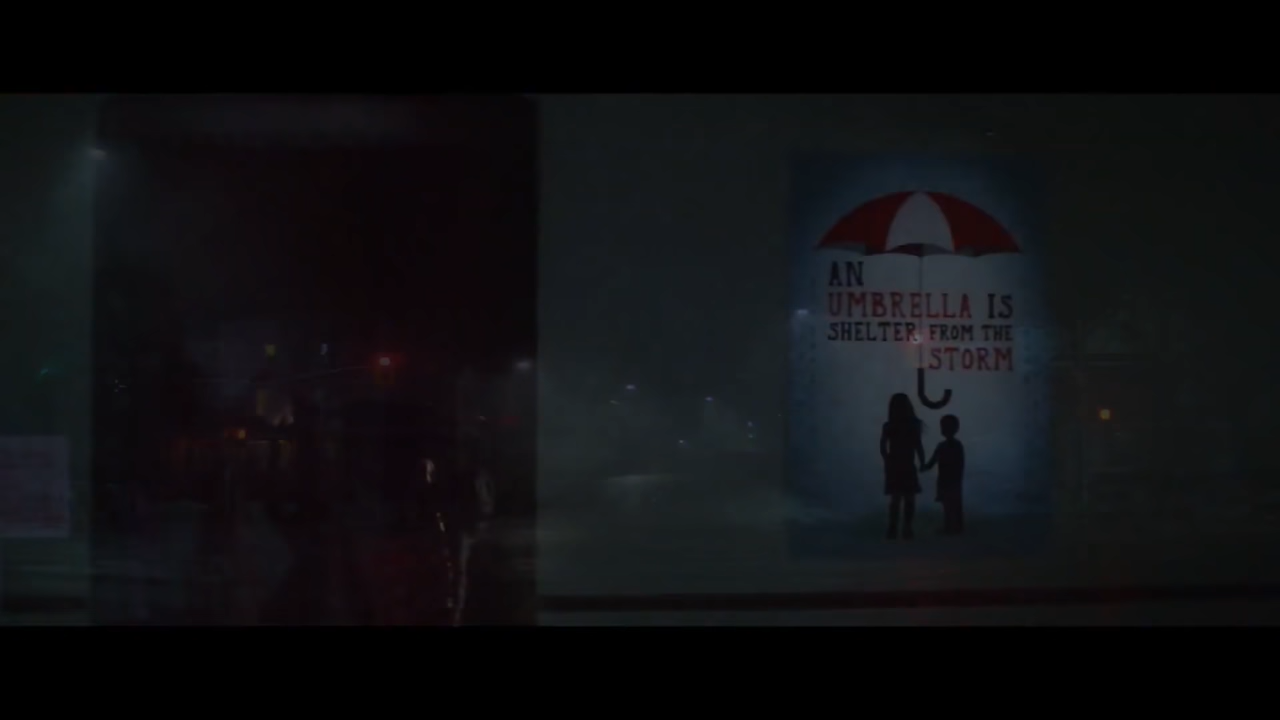 AN
UMBRELLA IS
SHELTER FROM THE
STORM